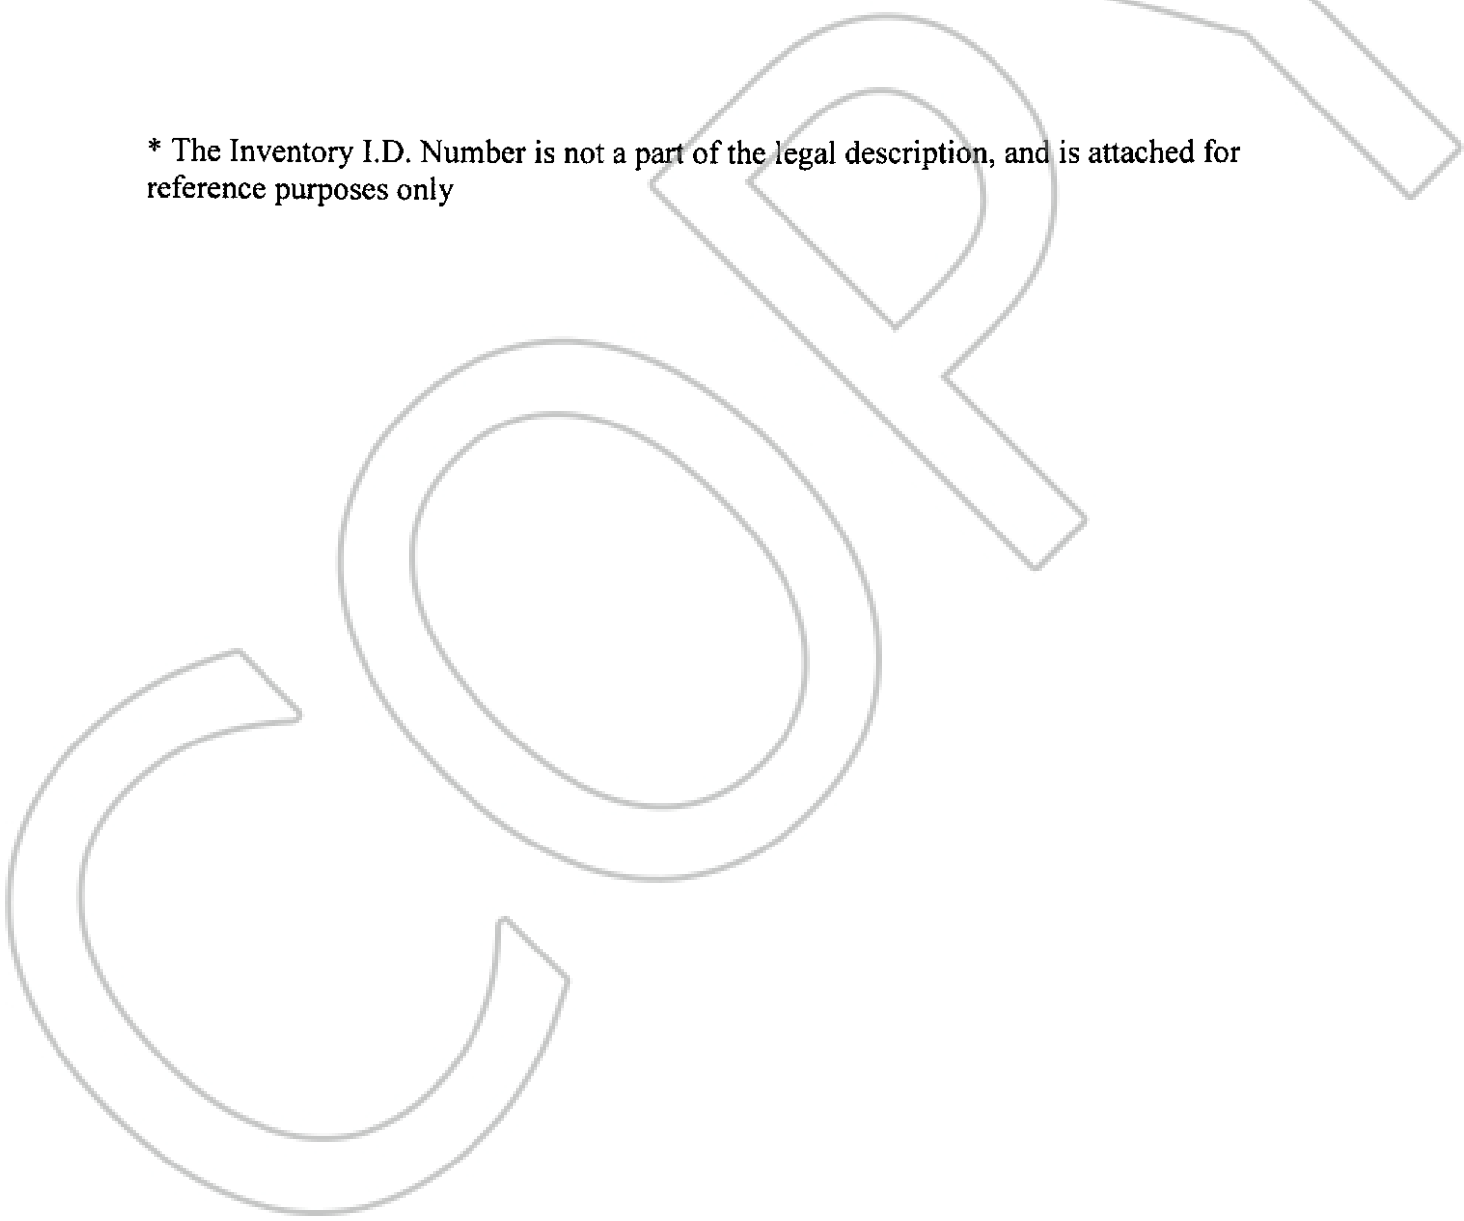 * The Inventory I.D. Number is not a part of the legal description, and is attached for
reference purposes only
COPY